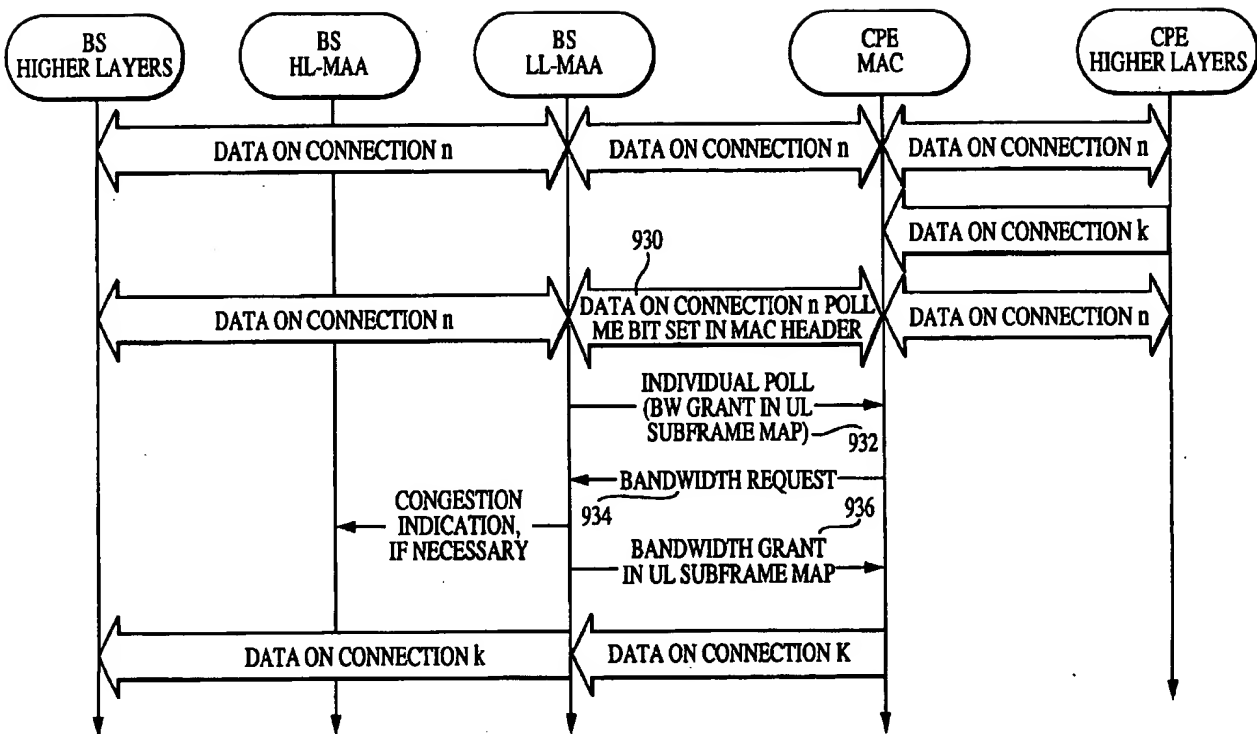 BS
HIGHER LAYERS
BS
HL-MAA
BS
LL-MAA
CPE
MAC
CPE
HIGHER LAYERS
DATA ON CONNECTION n
DATA ON CONNECTION n
DATA ON CONNECTION n
DATA ON CONNECTION k
930
DATA ON CONNECTION n
DATA ON CONNECTION n POLL
ME BIT SET IN MAC HEADER
DATA ON CONNECTION n
INDIVIDUAL POLL
(BW GRANT IN UL
SUBFRAME MAP)
932
BANDWIDTH REQUEST
934
CONGESTION
INDICATION,
IF NECESSARY
936
BANDWIDTH GRANT
IN UL SUBFRAME MAP
DATA ON CONNECTION k
DATA ON CONNECTION K